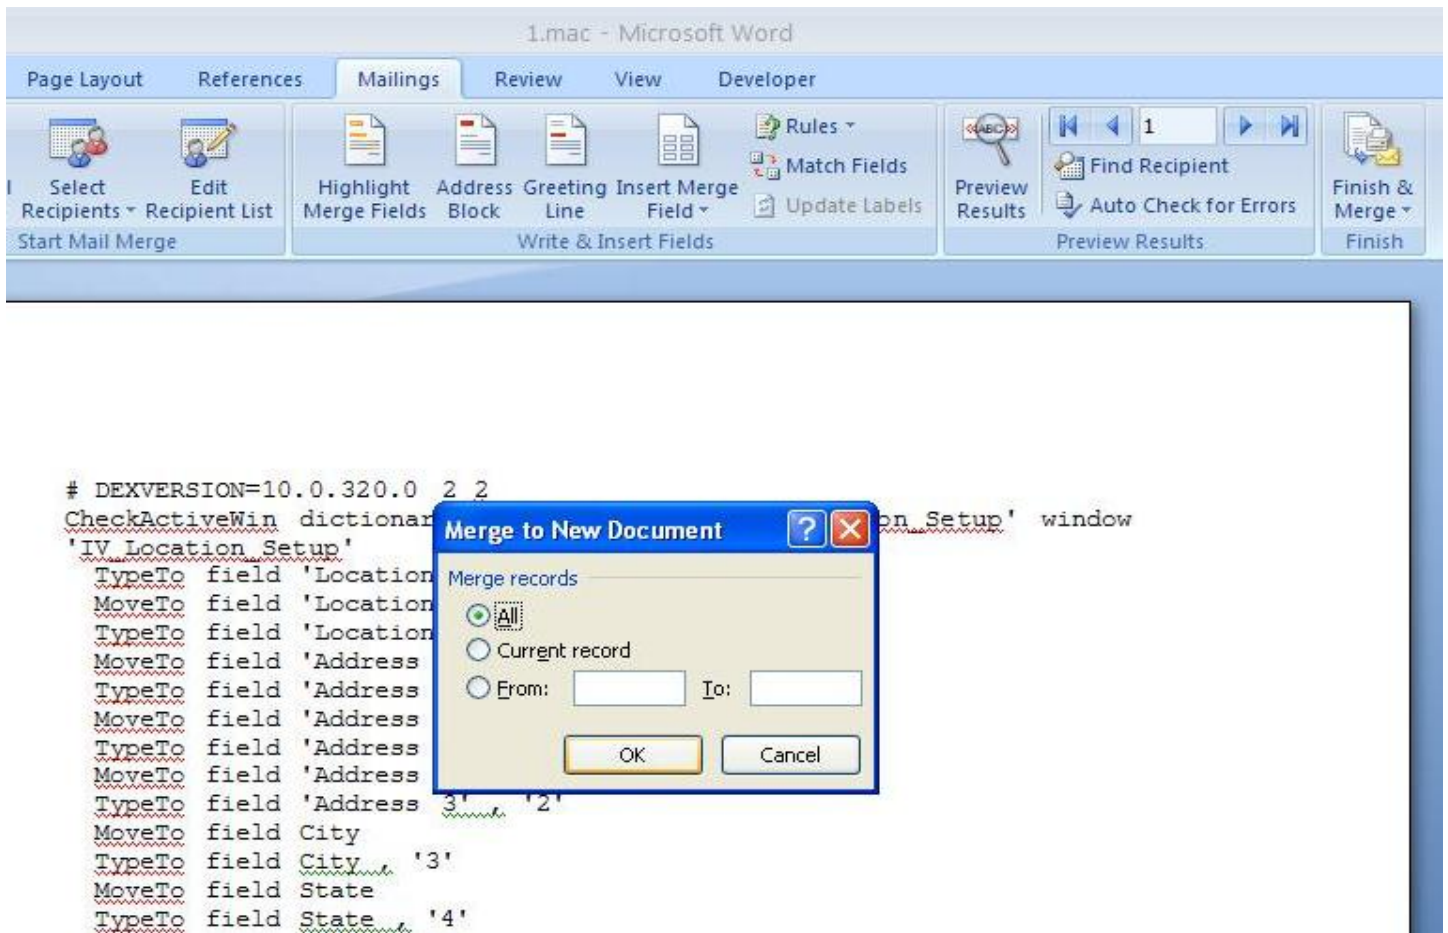 1.mac - Microsoft Word
Page Layout References Mailings Review View Developer
Select Recipients
Edit Recipient List
Highlight Merge Fields
Address Block
Greeting Line
Insert Merge Field
Rules
Match Fields
Update Labels
«ABC»
Preview Results
1
Find Recipient
Auto Check for Errors
Finish & Merge
Start Mail Merge
Write & Insert Fields
Preview Results
Finish
# DEXVERSION=10.0.320.0 2 2
CheckActiveWin dictionar on_Setup' window
'IV_Location_Setup'
TypeTo field 'Location
MoveTo field 'Location
TypeTo field 'Location
MoveTo field 'Address
TypeTo field 'Address
MoveTo field 'Address
TypeTo field 'Address
MoveTo field 'Address
TypeTo field 'Address 3' , '2'
MoveTo field City
TypeTo field City , '3'
MoveTo field State
TypeTo field State , '4'
Merge to New Document
Merge records
All
Current record
From: To:
OK Cancel